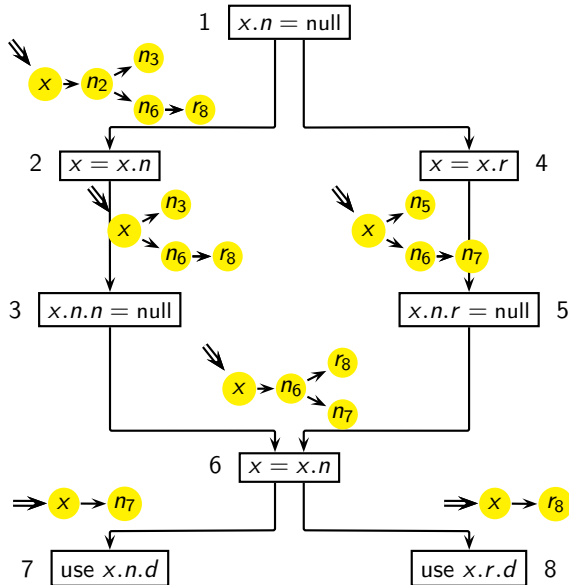 1 x.n = null
n3
x n2
n6 r8
2 x = x.n
x = x.r 4
n3
x
n6 r8
n5
x
n6 n7
3 x.n.n = null
x.n.r = null 5
r8
x n6
n7
6 x = x.n
x n7
x r8
7 use x.n.d
use x.r.d 8